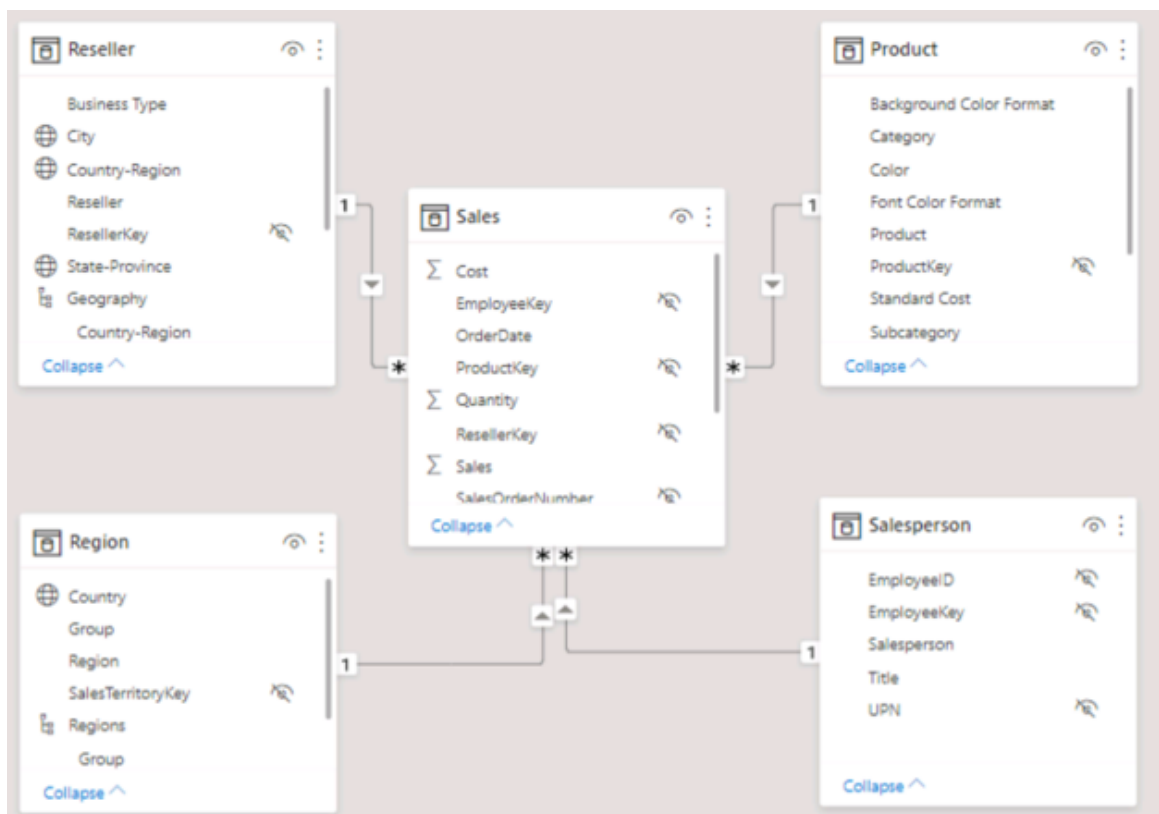 Reseller
Business Type
City
Country-Region
Reseller
ResellerKey
State-Province
Geography
Country-Region
Collapse
Product
Background Color Format
Category
Color
Font Color Format
Product
ProductKey
Standard Cost
Subcategory
Collapse
1
1
Sales
Σ Cost
EmployeeKey
OrderDate
ProductKey
Σ Quantity
ResellerKey
Σ Sales
SalesOrderNumber
Collapse
*
*
*
*
Region
Country
Group
Region
SalesTerritoryKey
Regions
Group
Collapse
1
1
Salesperson
EmployeeID
EmployeeKey
Salesperson
Title
UPN
Collapse